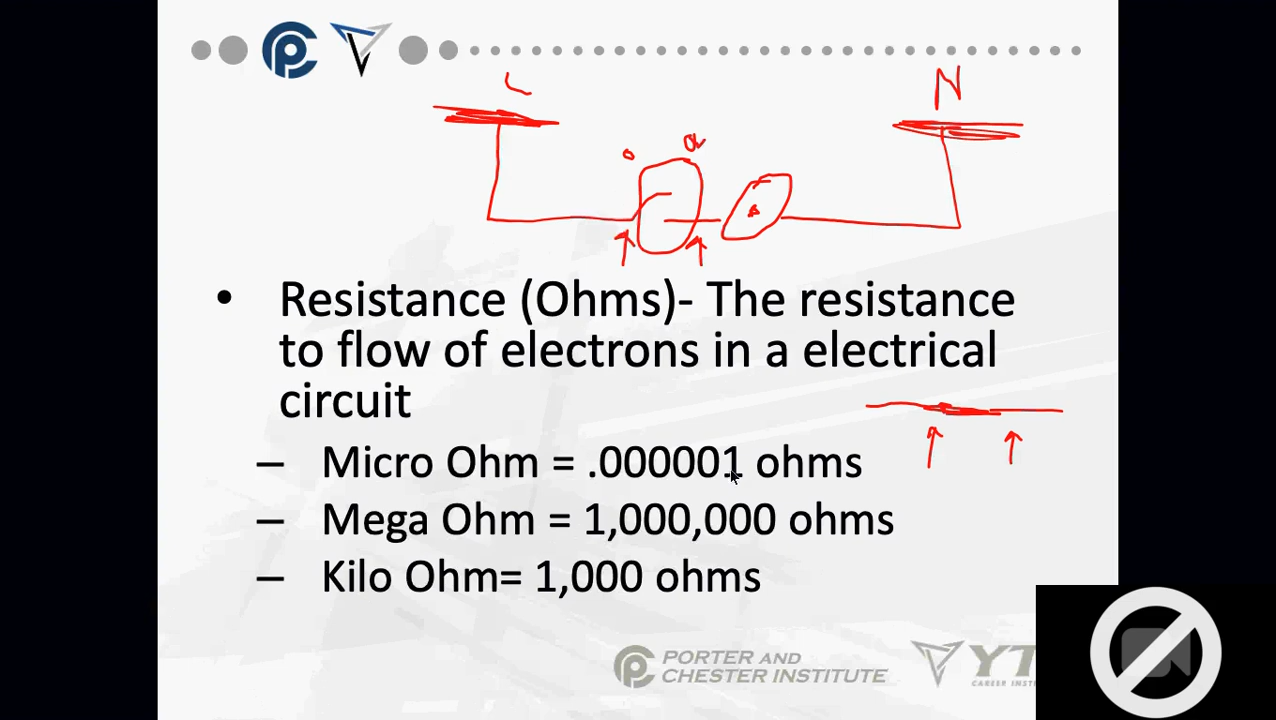 L
N
• Resistance (Ohms)- The resistance
to flow of electrons in a electrical
circuit
– Micro Ohm = .000001 ohms
– Mega Ohm = 1,000,000 ohms
– Kilo Ohm= 1,000 ohms
PORTER AND
CHESTER INSTITUTE
CAREER